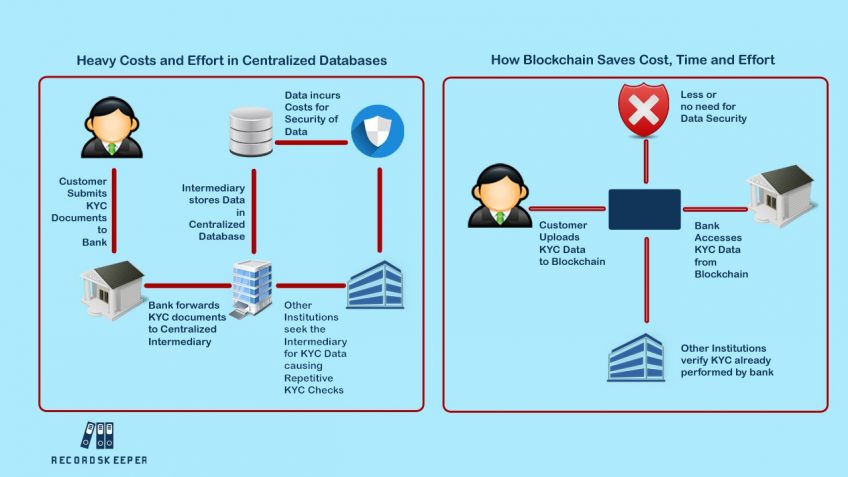 Heavy Costs and Effort in Centralized Databases
Data incurs
Costs for
Security of
Data
Customer
Submits
KYC
Documents
to
Bank
Intermediary
stores Data
in
Centralized
Database
Bank forwards
KYC documents
to Centralized
Intermediary
Other
Institutions
seek the
Intermediary
for KYC Data
causing
Repetitive
KYC Checks
How Blockchain Saves Cost, Time and Effort
Less or
no need for
Data Security
Customer
Uploads
KYC Data
to Blockchain
Bank
Accesses
KYC Data
from
Blockchain
Other Institutions
verify KYC already
performed by bank
RECORDSKEEPER